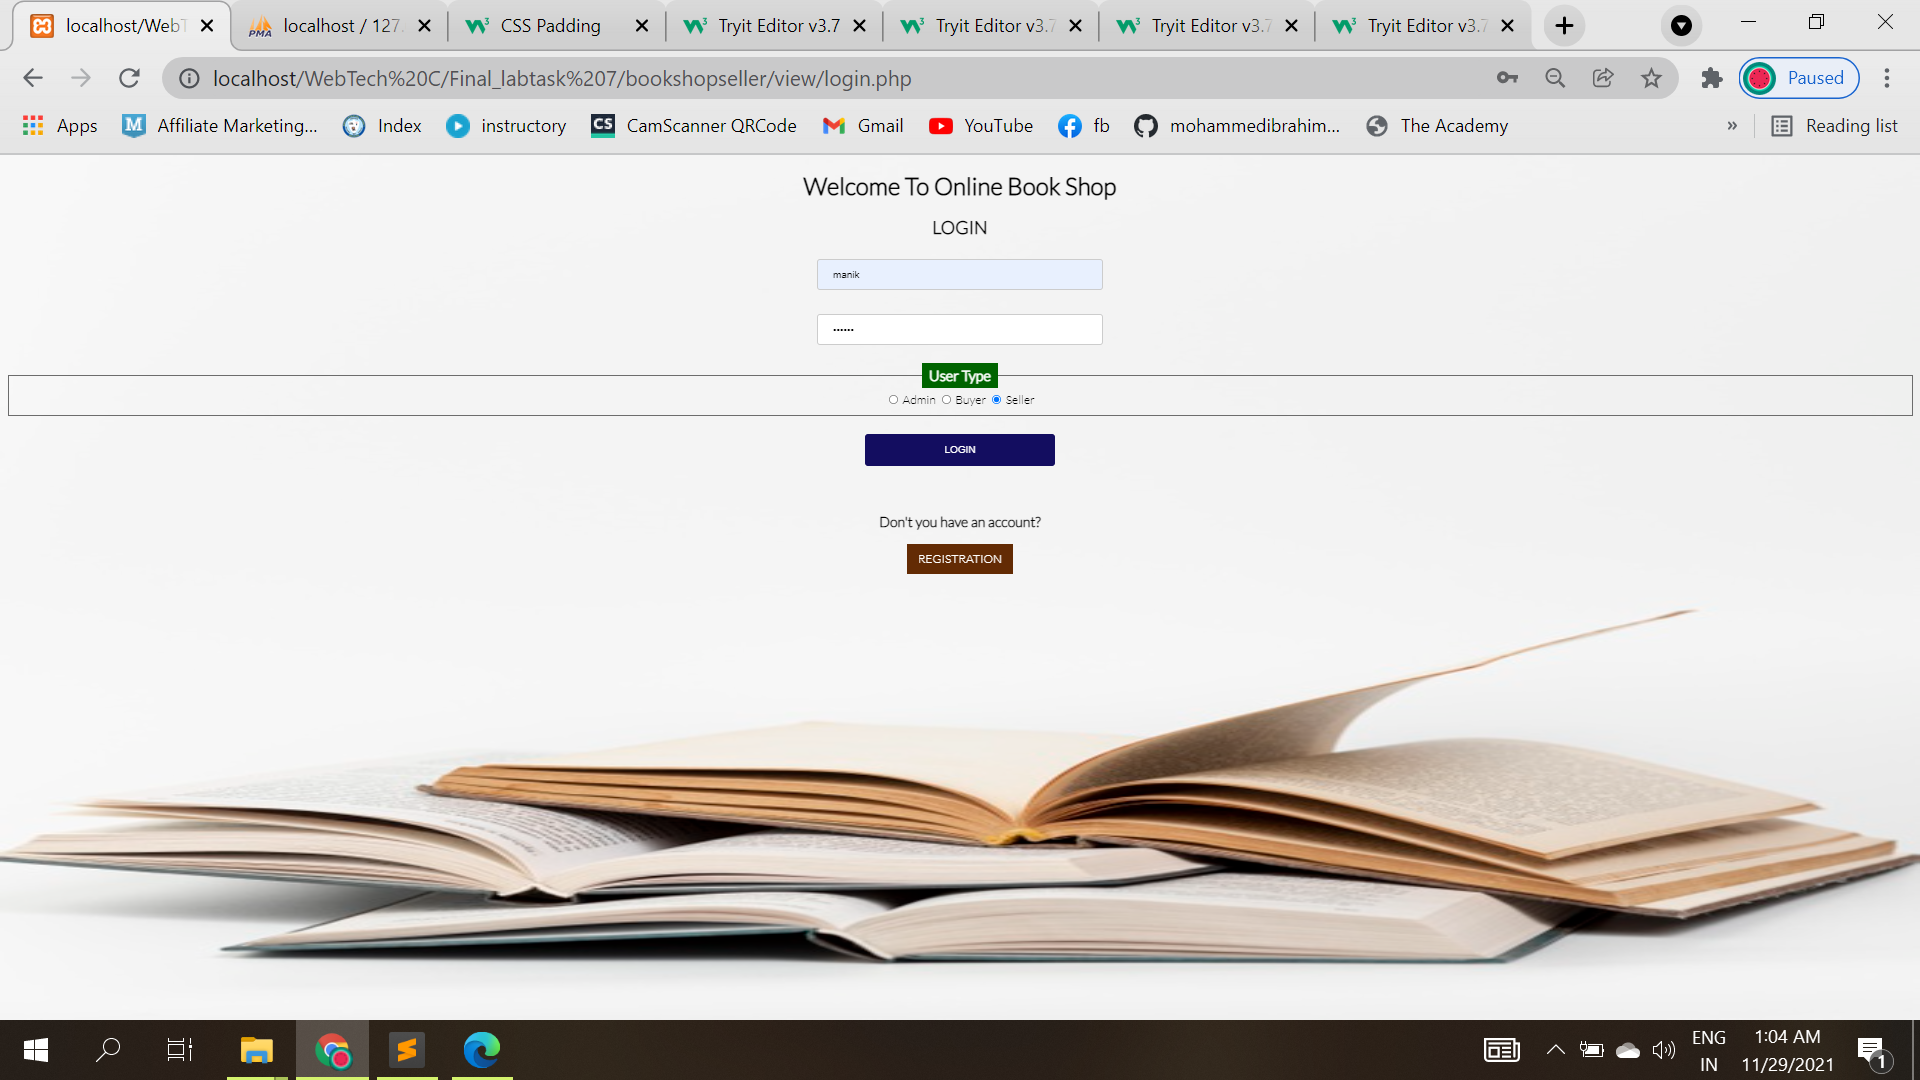 localhost/WebT
localhost / 127.
CSS Padding
Tryit Editor v3.7
Tryit Editor v3.7
Tryit Editor v3.7
Tryit Editor v3.7
localhost/WebTech%20C/Final_labtask%207/bookshopseller/view/login.php
Paused
Apps
Affiliate Marketing...
Index
instructory
CS CamScanner QRCode
Gmail
YouTube
fb
mohammedibrahim...
The Academy
»
Reading list
Welcome To Online Book Shop
LOGIN
manik
••••••
User Type
Admin Buyer Seller
LOGIN
Don't you have an account?
REGISTRATION
ENG
IN
1:04 AM
11/29/2021
1